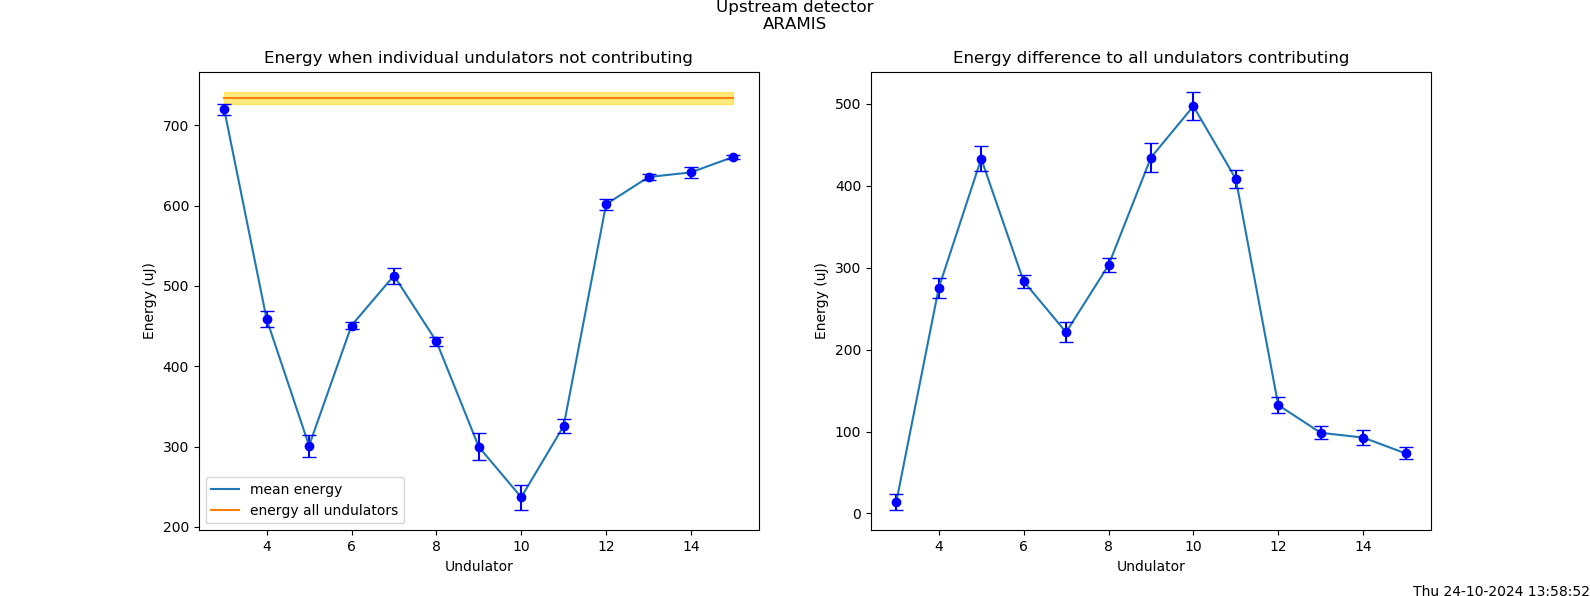 Upstream detector
ARAMIS
Energy when individual undulators not contributing
Energy (uJ)
700
600
500
400
300
200
mean energy
energy all undulators
4 6 8 10 12 14
Undulator
Energy difference to all undulators contributing
Energy (uJ)
500
400
300
200
100
0
4 6 8 10 12 14
Undulator
Thu 24-10-2024 13:58:52